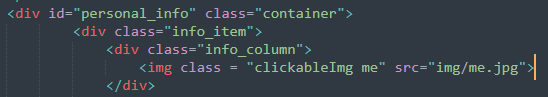 <div id="personal_info" class="container">
<div class="info_item">
<div class="info_column">
<img class = "clickableImg me" src="img/me.jpg">
</div>